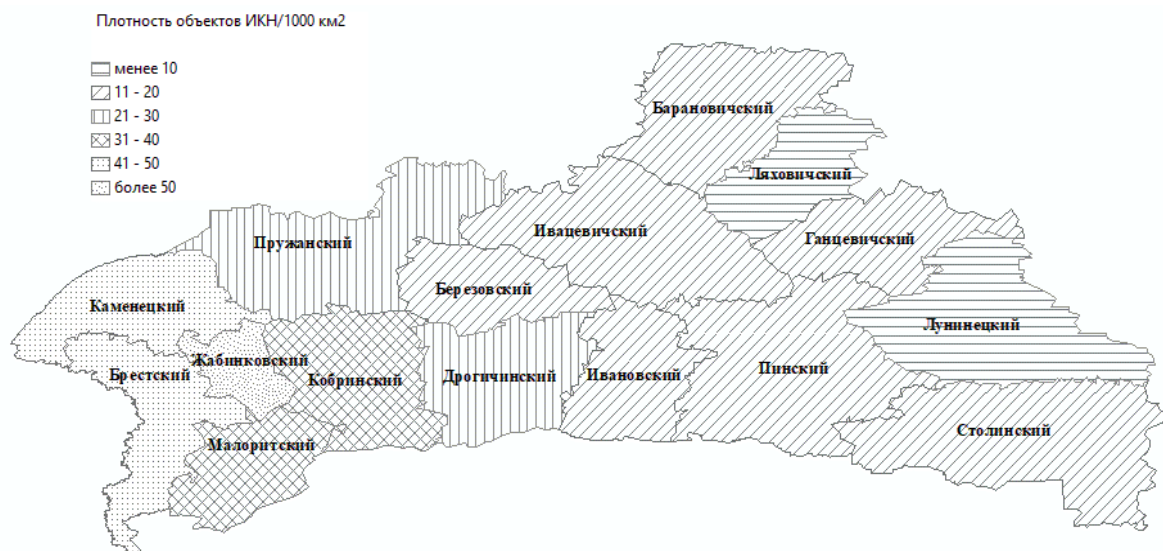 Плотность объектов ИКН/1000 км2
менее 10
11 - 20
21 - 30
31 - 40
41 - 50
более 50
Барановичский
Ляховичский
Ивацевичский
Ганцевичский
Пружанский
Березовский
Каменецкий
Лунинецкий
Жабинковский
Брестский
Кобринский
Дрогичинский
Ивановский
Пинский
Малоритский
Столинский